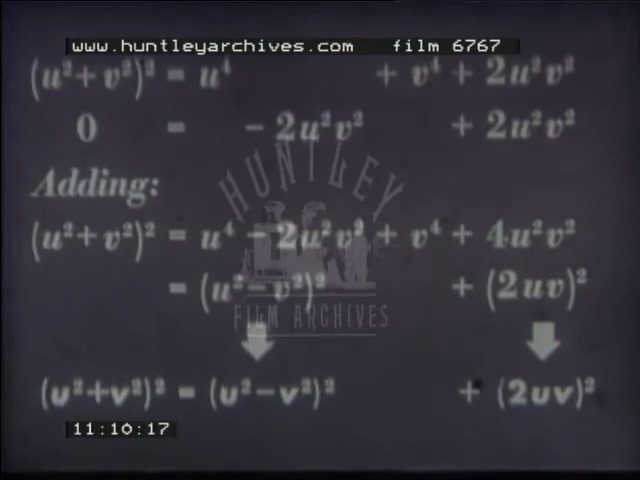 www.huntleyarchives.com film 6767
(u² + v²)² = u⁴ + v⁴ + 2u²v²
0 = − 2u²v² + 2u²v²
Adding:
(u² + v²)² = u⁴ − 2u²v² + v⁴ + 4u²v²
= (u² − v²)² + (2uv)²
HUNTLEY
FILM ARCHIVES
(u²+v²)² = (u²−v²)² + (2uv)²
11:10:17